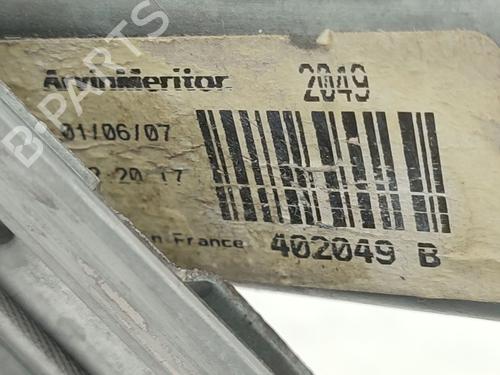 B-PARTS
ArvinMeritor 2049
01/06/07
20 17
France 402049 B